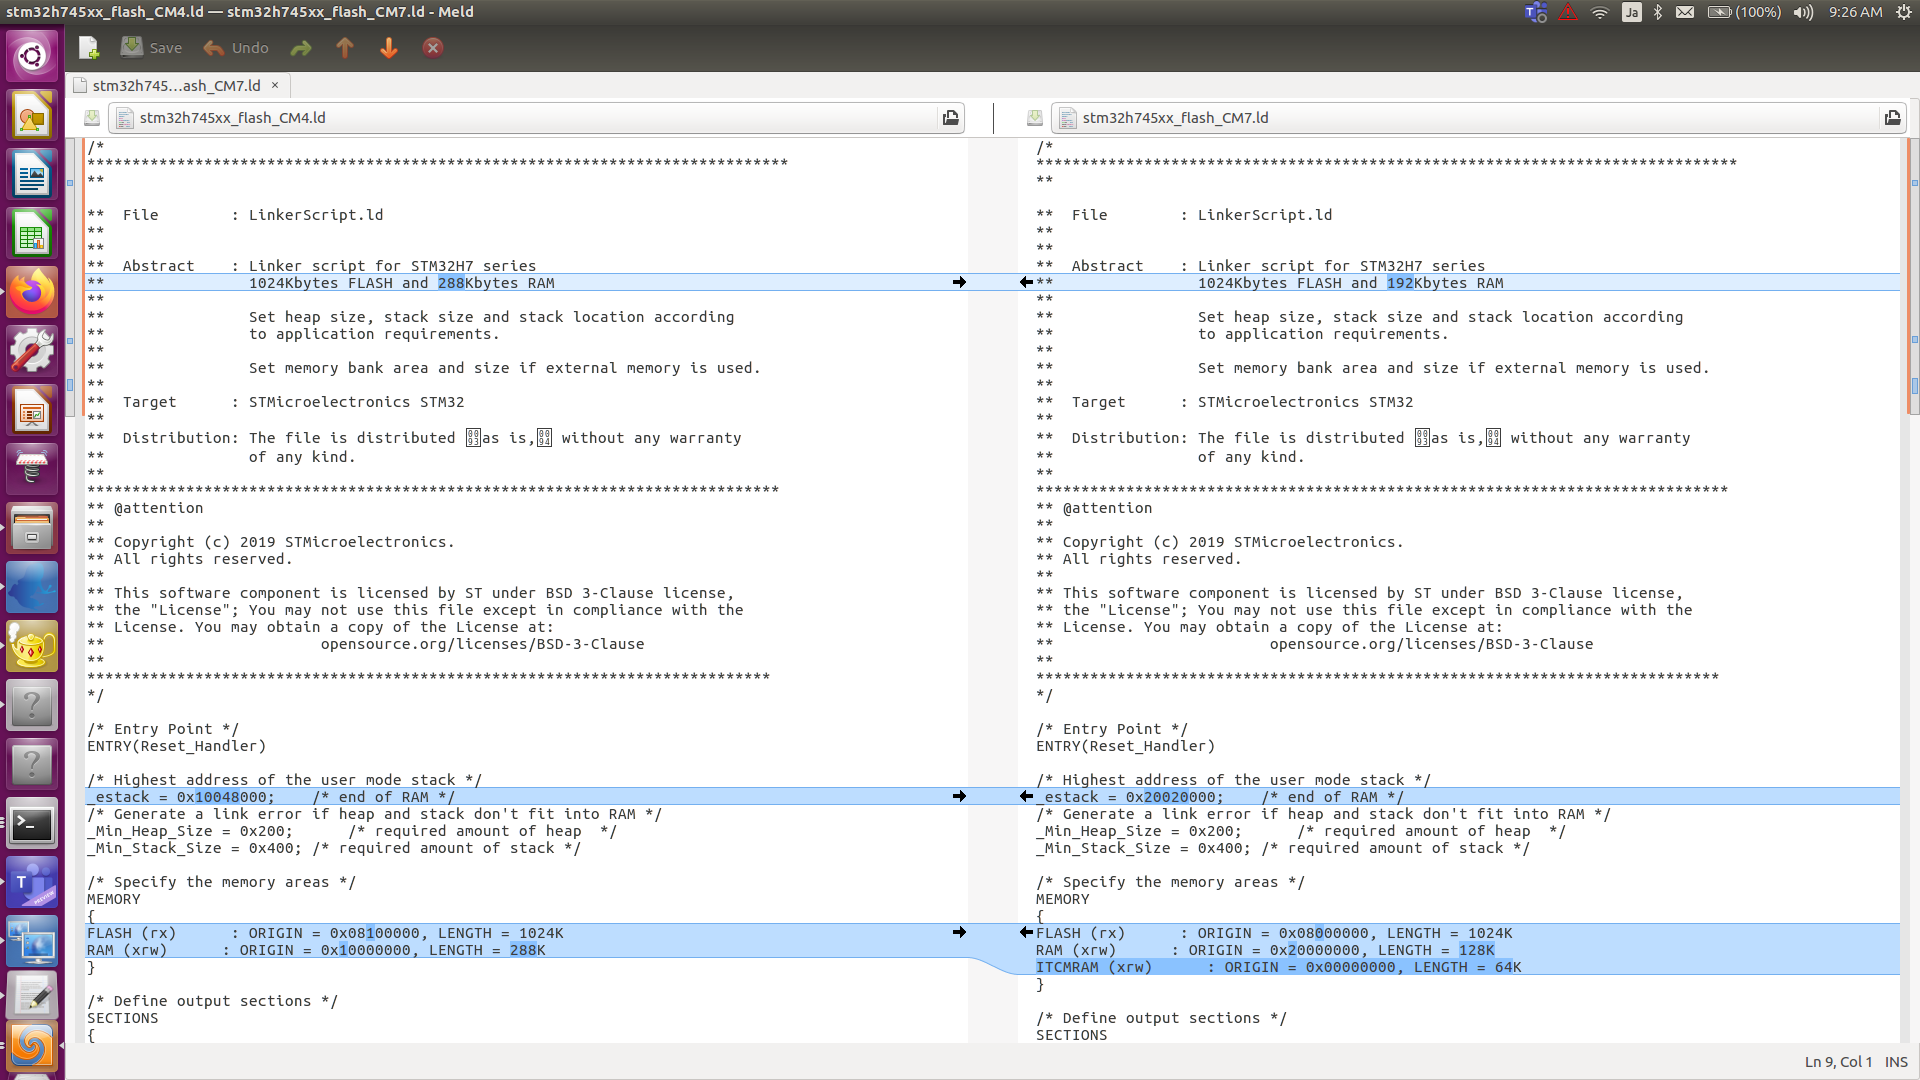 stm32h745xx_flash_CM4.ld — stm32h745xx_flash_CM7.ld - Meld
Ja (100%) 9:26 AM
Save Undo
stm32h745...ash_CM7.ld ×
stm32h745xx_flash_CM4.ld
/*
******************************************************************************
**
**  File        : LinkerScript.ld
**
**
**  Abstract    : Linker script for STM32H7 series
**                1024Kbytes FLASH and 288Kbytes RAM
**
**                Set heap size, stack size and stack location according
**                to application requirements.
**
**                Set memory bank area and size if external memory is used.
**
**  Target      : STMicroelectronics STM32
**
**  Distribution: The file is distributed 0093as is,0094 without any warranty
**                of any kind.
**
*****************************************************************************
** @attention
**
** Copyright (c) 2019 STMicroelectronics.
** All rights reserved.
**
** This software component is licensed by ST under BSD 3-Clause license,
** the "License"; You may not use this file except in compliance with the
** License. You may obtain a copy of the License at:
**                        opensource.org/licenses/BSD-3-Clause
**
****************************************************************************
*/
/* Entry Point */
ENTRY(Reset_Handler)
/* Highest address of the user mode stack */
_estack = 0x10048000;    /* end of RAM */
/* Generate a link error if heap and stack don't fit into RAM */
_Min_Heap_Size = 0x200;      /* required amount of heap  */
_Min_Stack_Size = 0x400; /* required amount of stack */
/* Specify the memory areas */
MEMORY
{
FLASH (rx)      : ORIGIN = 0x08100000, LENGTH = 1024K
RAM (xrw)      : ORIGIN = 0x10000000, LENGTH = 288K
}
/* Define output sections */
SECTIONS
{
stm32h745xx_flash_CM7.ld
/*
******************************************************************************
**
**  File        : LinkerScript.ld
**
**
**  Abstract    : Linker script for STM32H7 series
**                1024Kbytes FLASH and 192Kbytes RAM
**
**                Set heap size, stack size and stack location according
**                to application requirements.
**
**                Set memory bank area and size if external memory is used.
**
**  Target      : STMicroelectronics STM32
**
**  Distribution: The file is distributed 0093as is,0094 without any warranty
**                of any kind.
**
*****************************************************************************
** @attention
**
** Copyright (c) 2019 STMicroelectronics.
** All rights reserved.
**
** This software component is licensed by ST under BSD 3-Clause license,
** the "License"; You may not use this file except in compliance with the
** License. You may obtain a copy of the License at:
**                        opensource.org/licenses/BSD-3-Clause
**
****************************************************************************
*/
/* Entry Point */
ENTRY(Reset_Handler)
/* Highest address of the user mode stack */
_estack = 0x20020000;    /* end of RAM */
/* Generate a link error if heap and stack don't fit into RAM */
_Min_Heap_Size = 0x200;      /* required amount of heap  */
_Min_Stack_Size = 0x400; /* required amount of stack */
/* Specify the memory areas */
MEMORY
{
FLASH (rx)      : ORIGIN = 0x08000000, LENGTH = 1024K
RAM (xrw)      : ORIGIN = 0x20000000, LENGTH = 128K
ITCMRAM (xrw)      : ORIGIN = 0x00000000, LENGTH = 64K
}
/* Define output sections */
SECTIONS
Ln 9, Col 1 INS